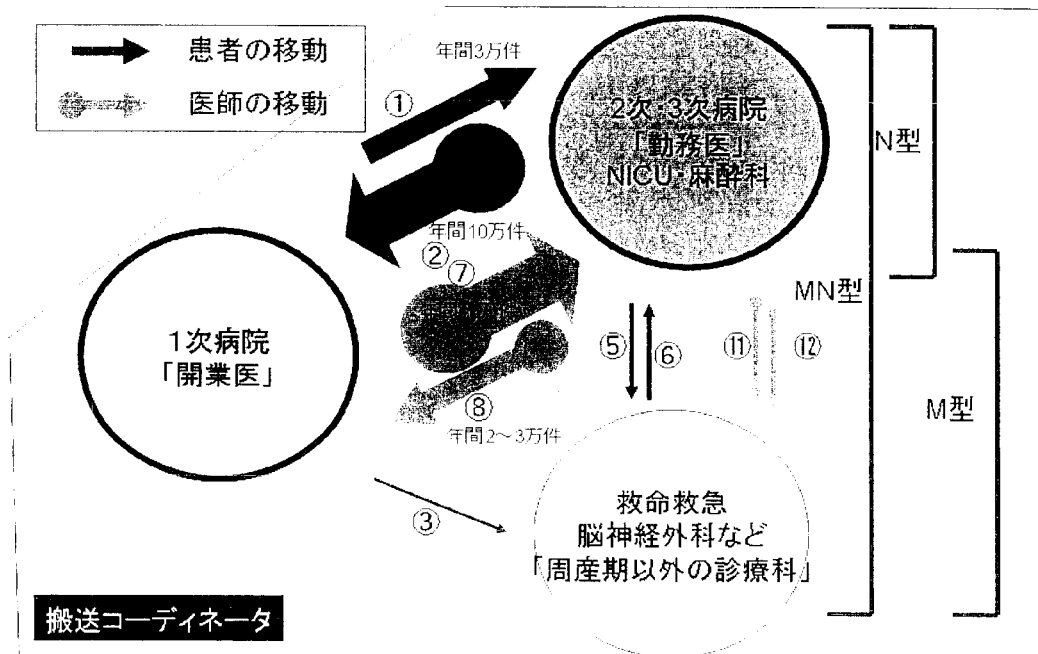 患者の移動
医師の移動
年間3万件
①
2次・3次病院
「勤務医」
NICU・麻酔科
N型
年間10万件
②
⑦
MN型
1次病院
「開業医」
⑤
⑥
⑪
⑫
⑧
年間2～3万件
M型
③
救命救急
脳神経外科など
「周産期以外の診療科」
搬送コーディネータ